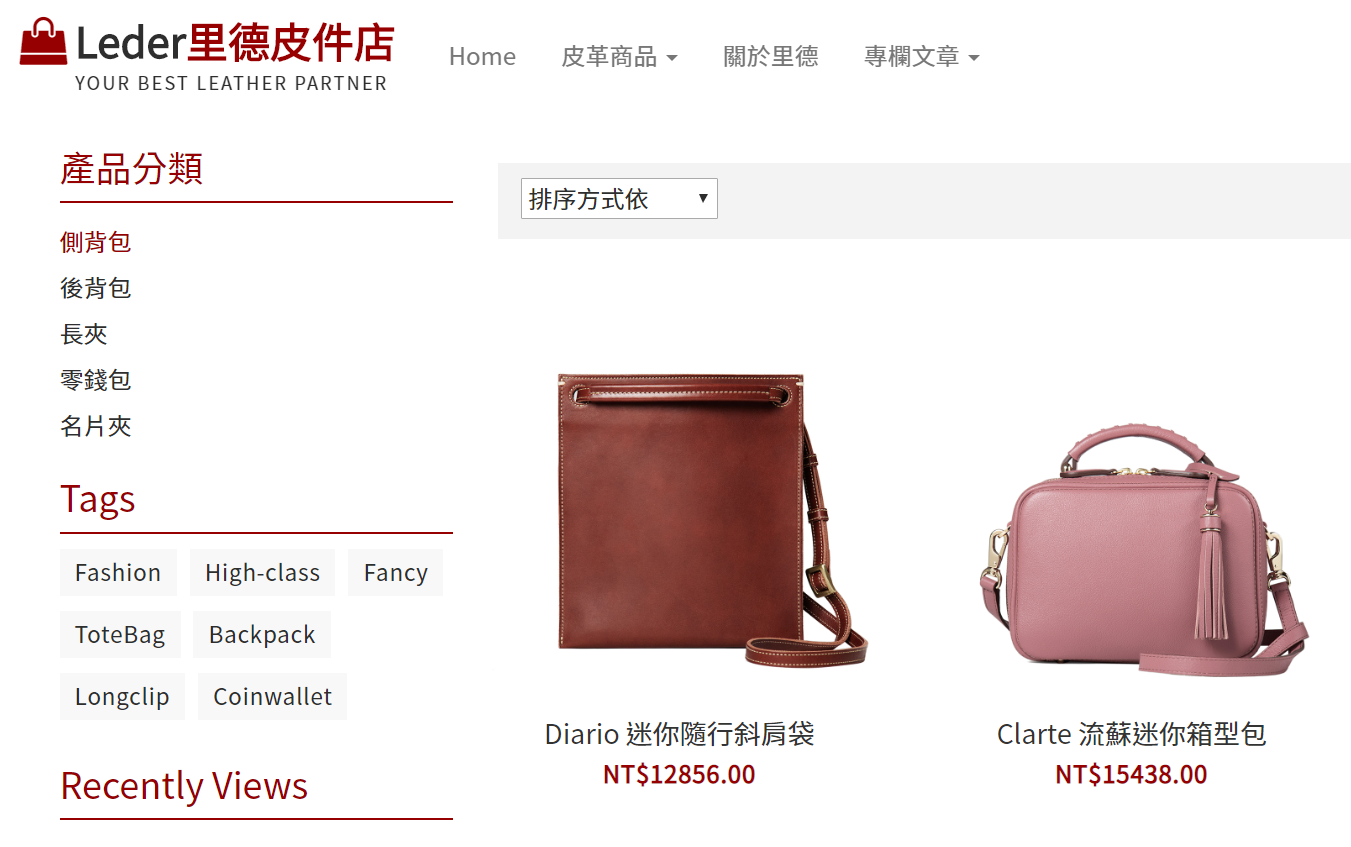 Leder里德皮件店
YOUR BEST LEATHER PARTNER
Home 皮革商品 關於里德 專欄文章
產品分類
側背包
後背包
長夾
零錢包
名片夾
Tags
Fashion High-class Fancy
ToteBag Backpack
Longclip Coinwallet
Recently Views
排序方式依
Diario 迷你隨行斜肩袋
NT$12856.00
Clarte 流蘇迷你箱型包
NT$15438.00